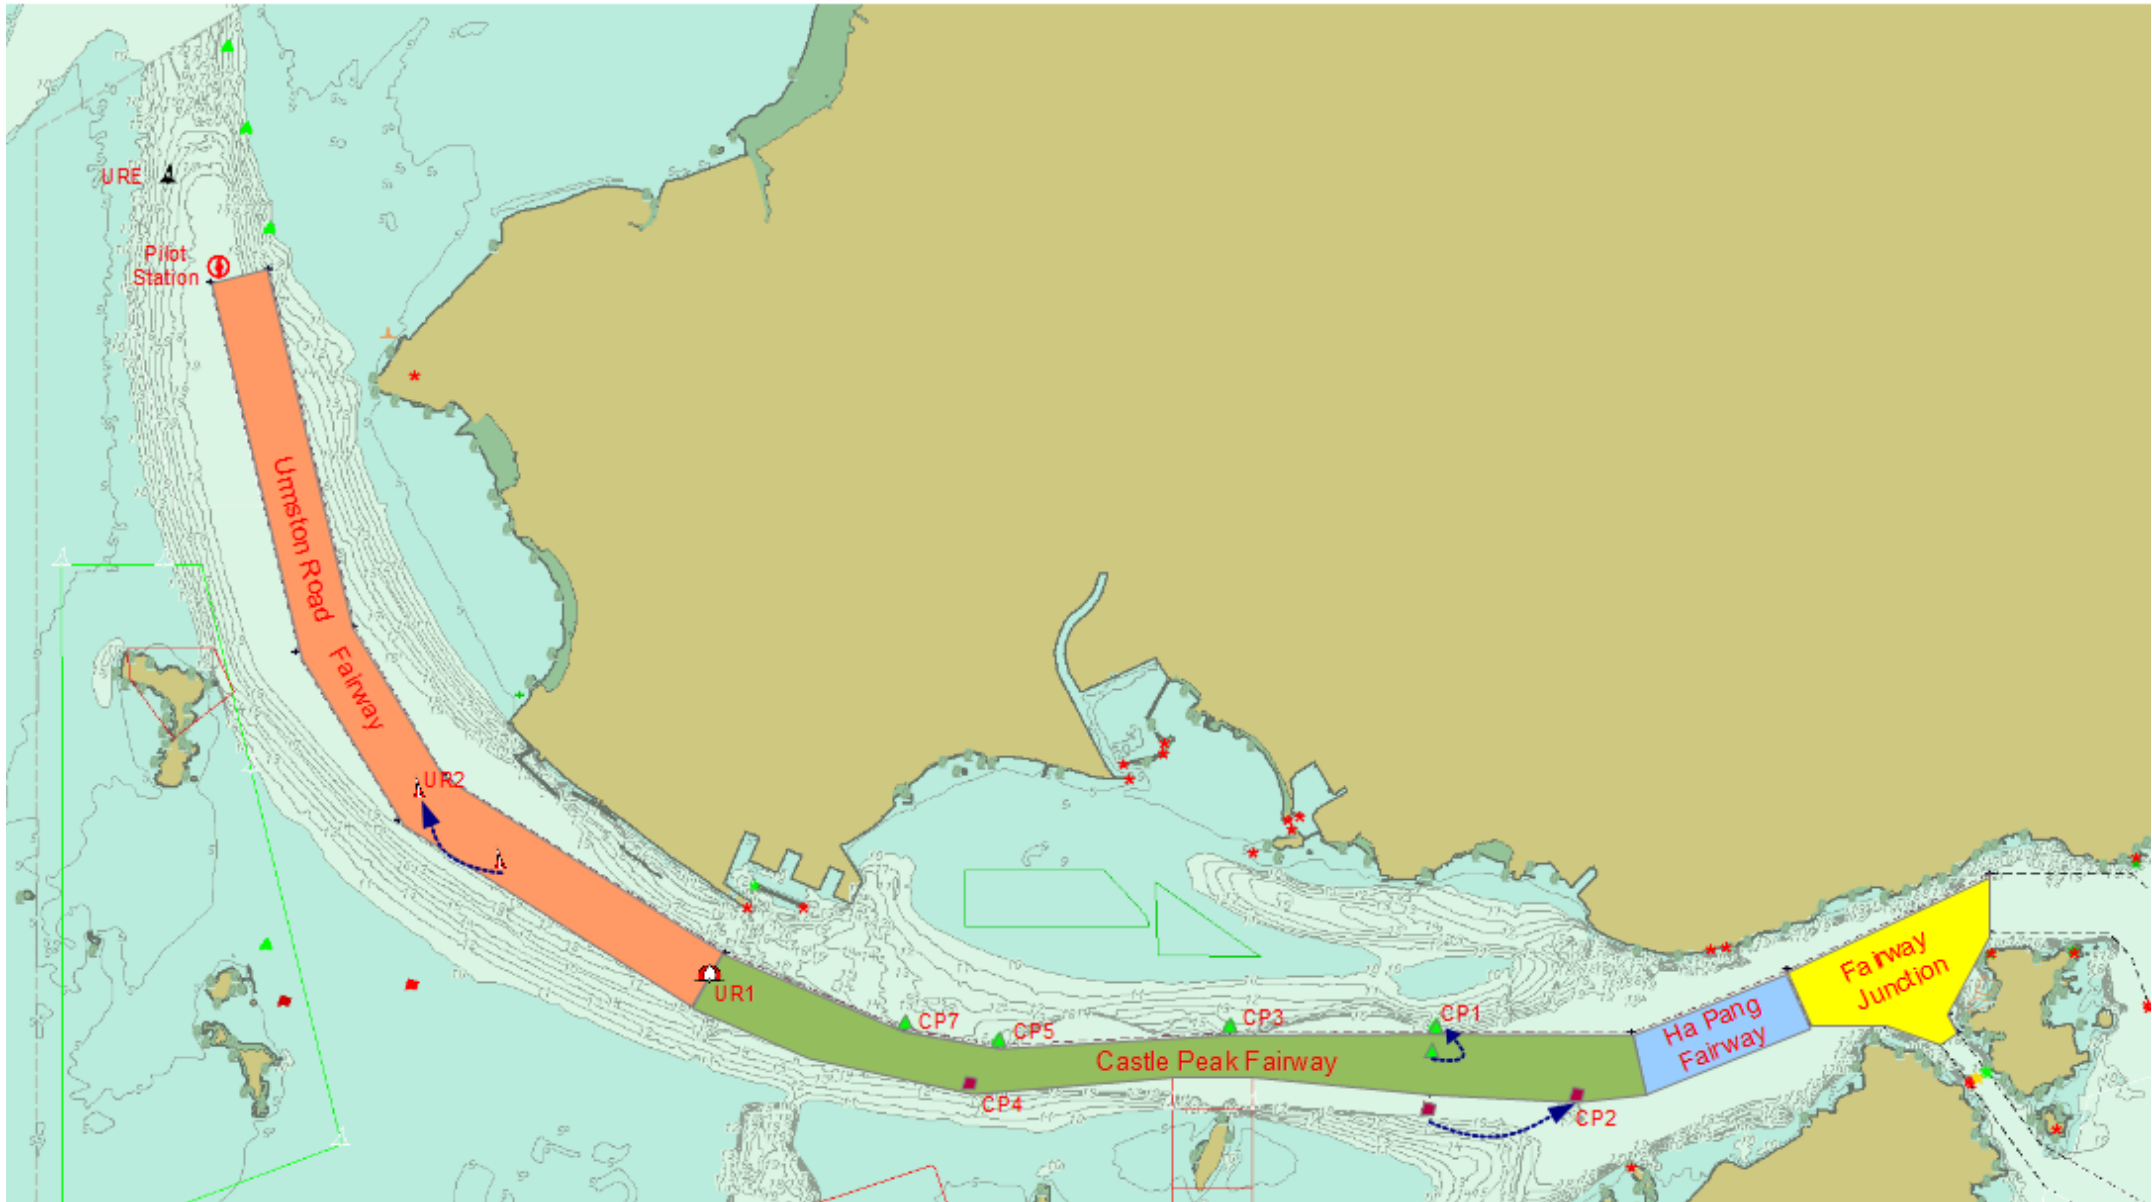 URE
Pilot
Station
Urmston Road
Fairway
UR2
UR1
CP7
CP5
CP3
CP1
Castle Peak Fairway
CP4
CP2
Ha Pang
Fairway
Fairway
Junction